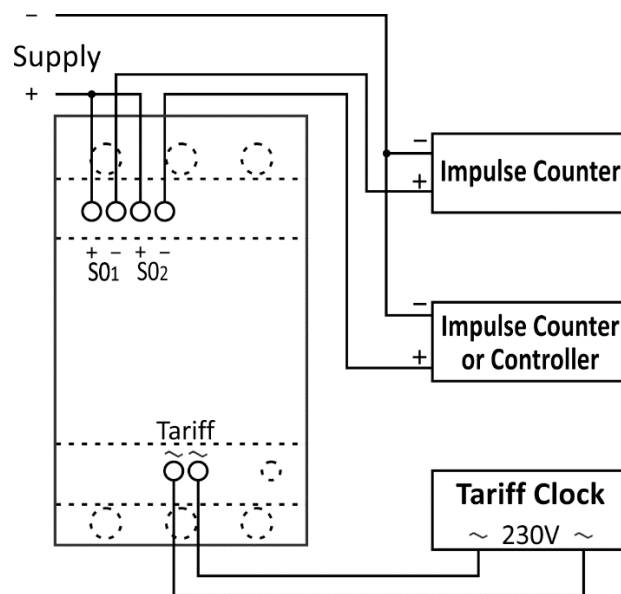 −
Supply
+
−
Impulse Counter
+
+ − + −
S01 S02
−
Impulse Counter
or Controller
+
Tariff
~ ~
Tariff Clock
~ 230V ~